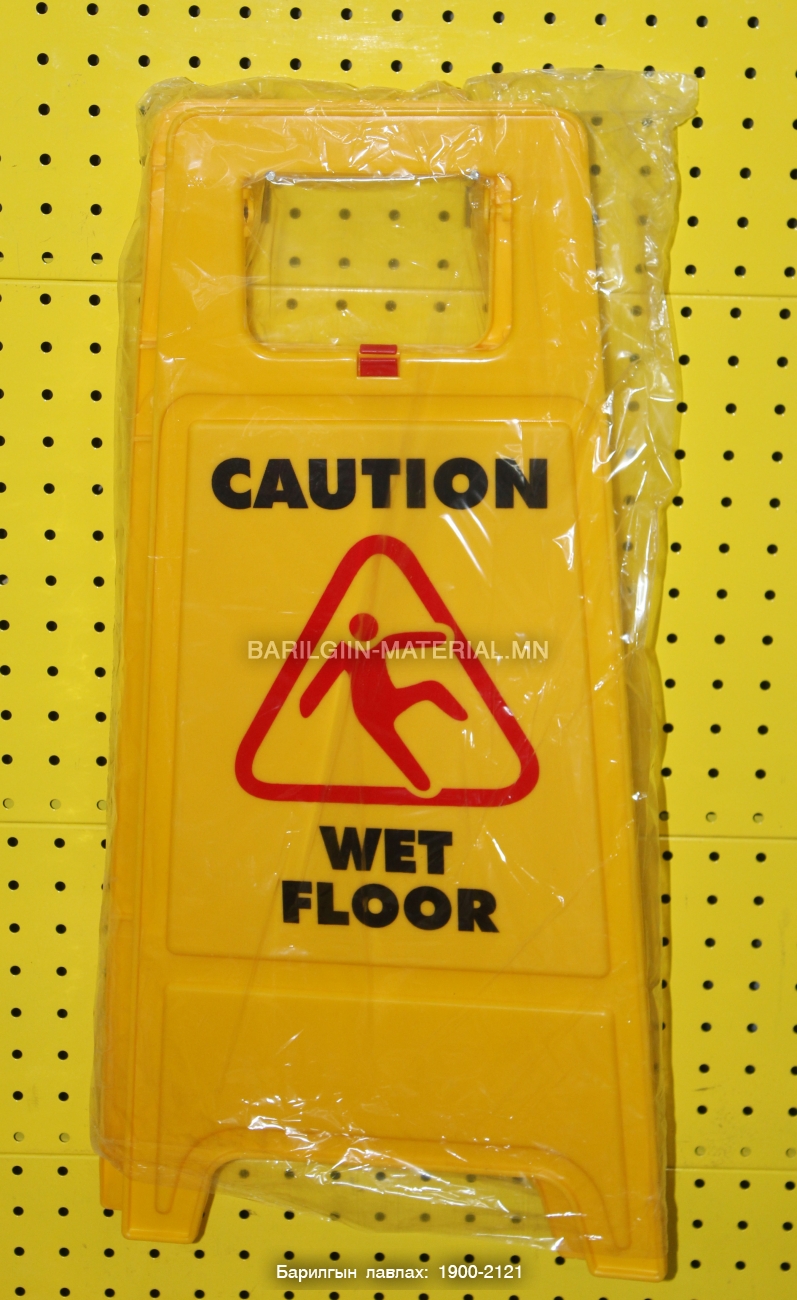 CAUTION
BARILGIIN-MATERIAL.MN
WET
FLOOR
Барилгын лавлах: 1900-2121